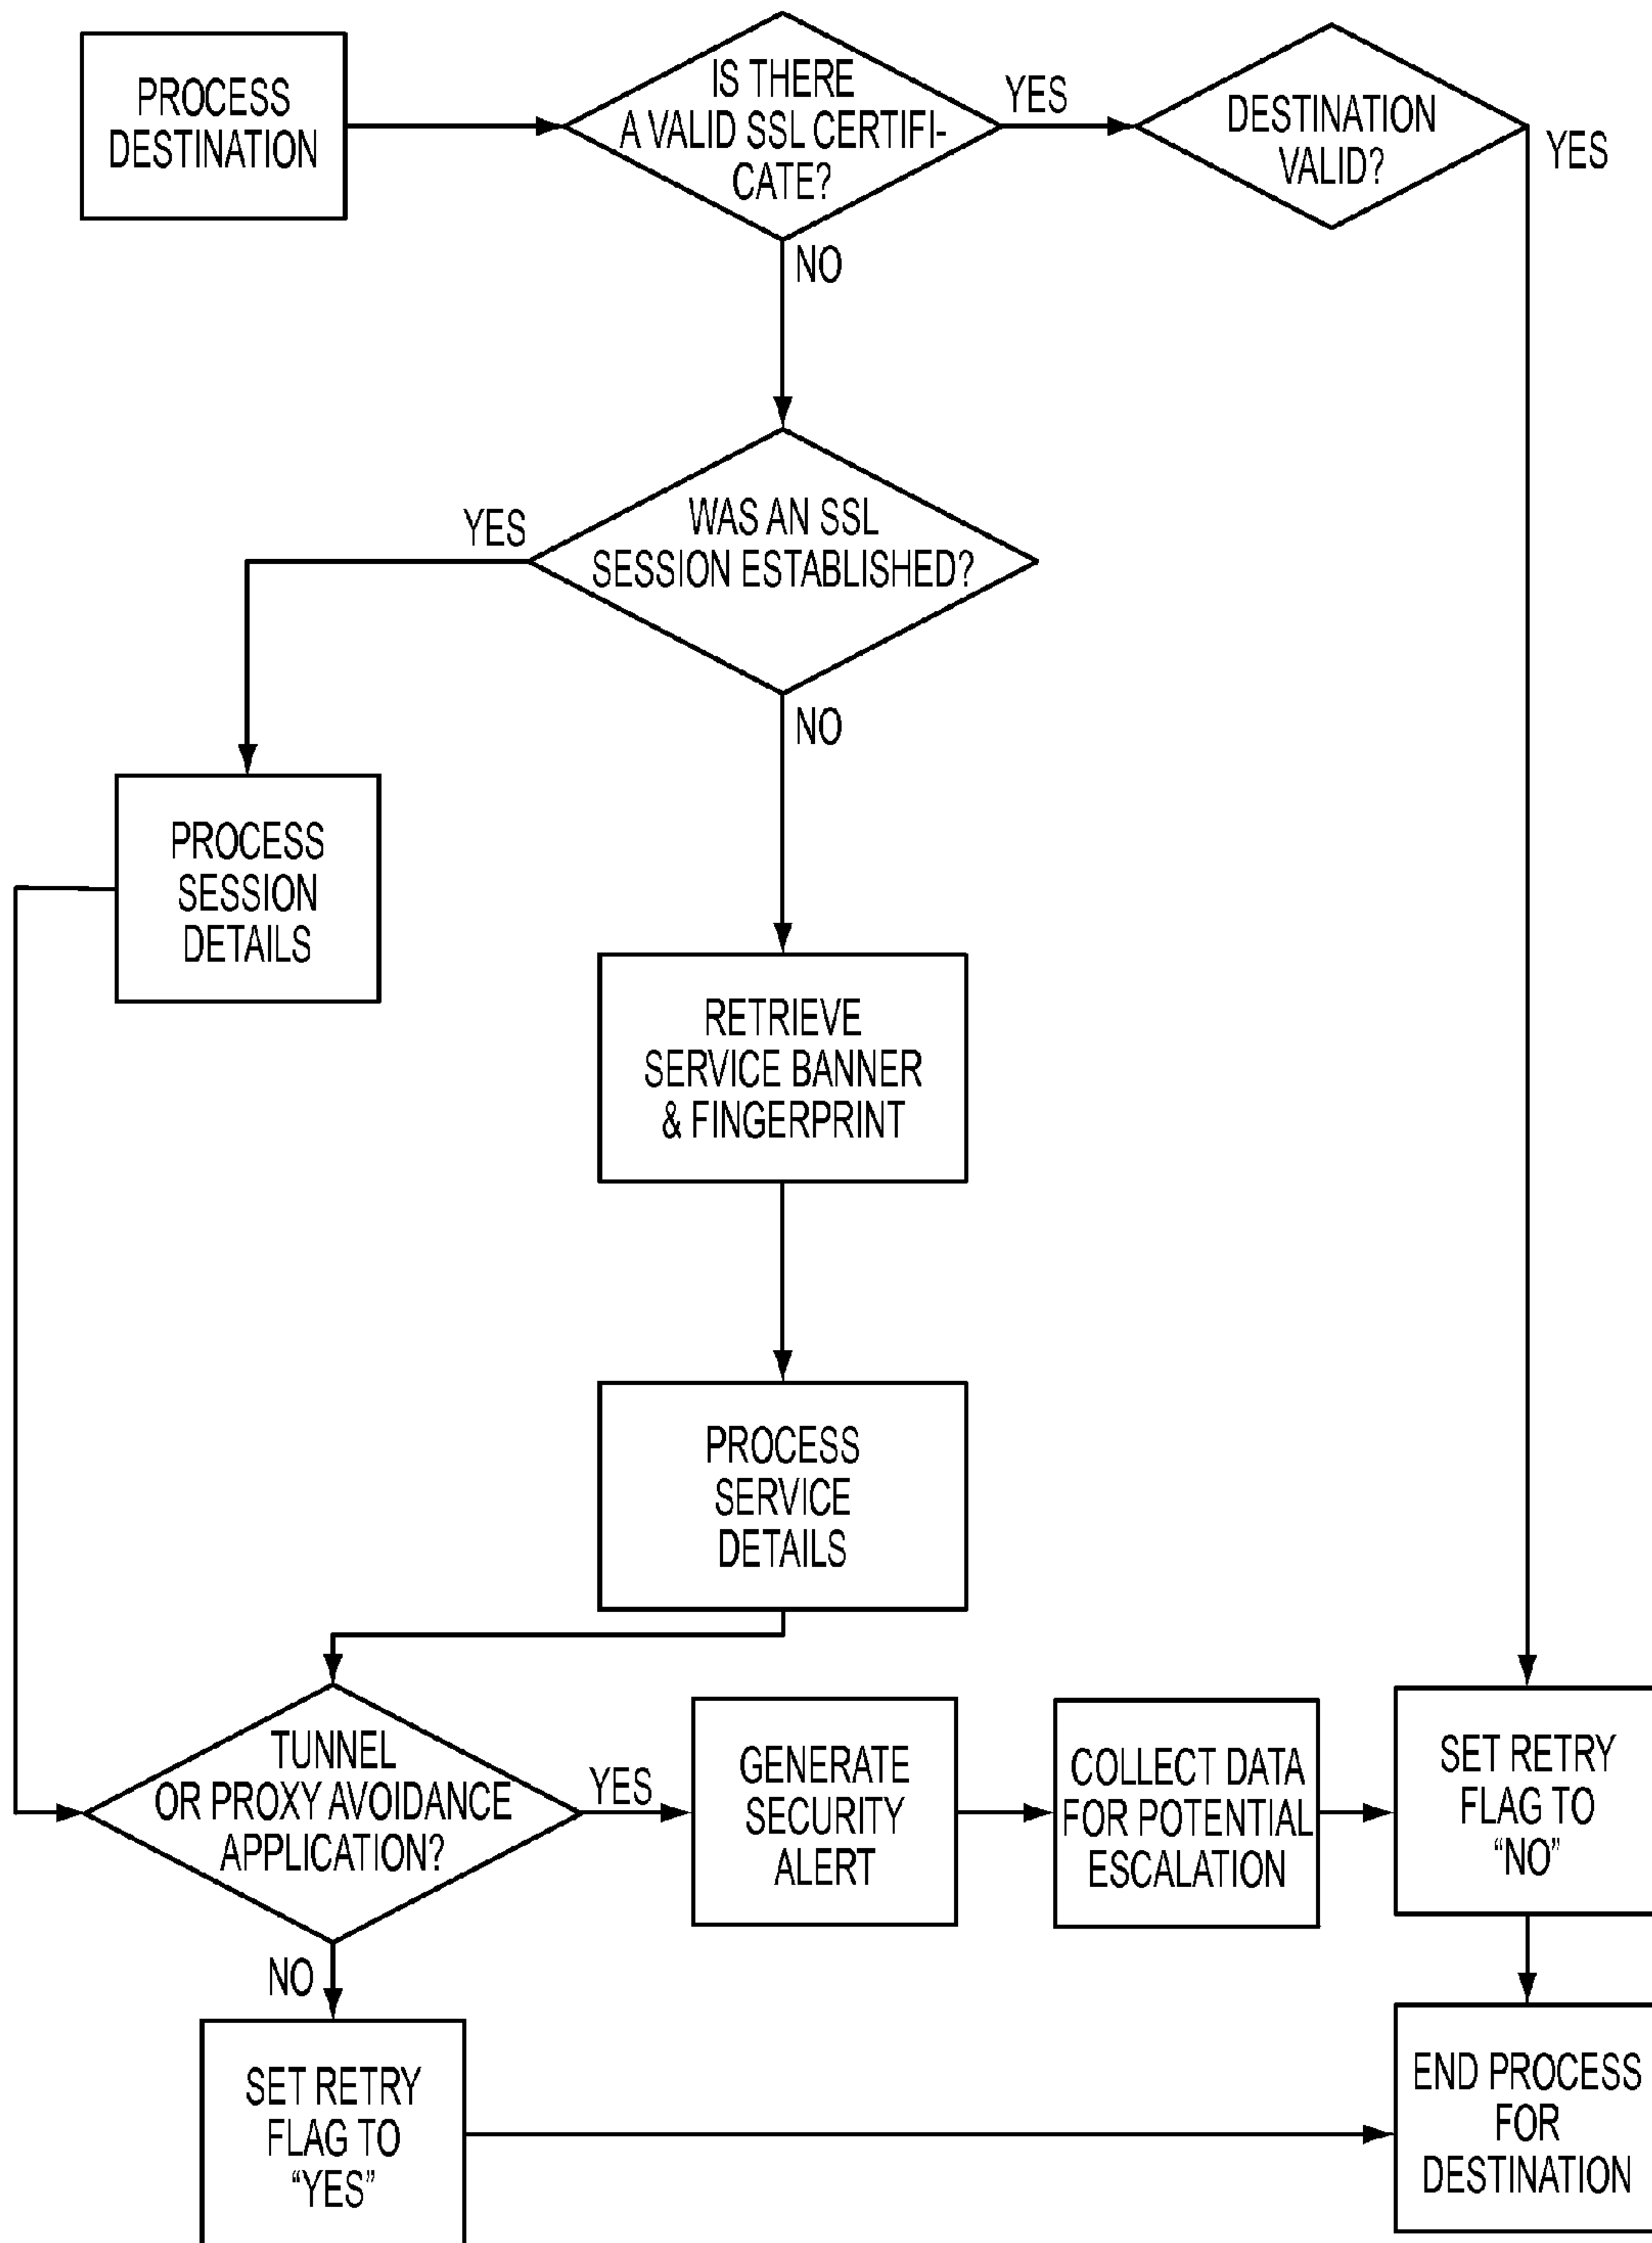 PROCESS
DESTINATION
IS THERE
A VALID SSL CERTIFI-
CATE?
YES
DESTINATION
VALID?
YES
NO
WAS AN SSL
SESSION ESTABLISHED?
YES
NO
PROCESS
SESSION
DETAILS
RETRIEVE
SERVICE BANNER
& FINGERPRINT
PROCESS
SERVICE
DETAILS
TUNNEL
OR PROXY AVOIDANCE
APPLICATION?
YES
GENERATE
SECURITY
ALERT
COLLECT DATA
FOR POTENTIAL
ESCALATION
SET RETRY
FLAG TO
“NO”
NO
SET RETRY
FLAG TO
“YES”
END PROCESS
FOR
DESTINATION